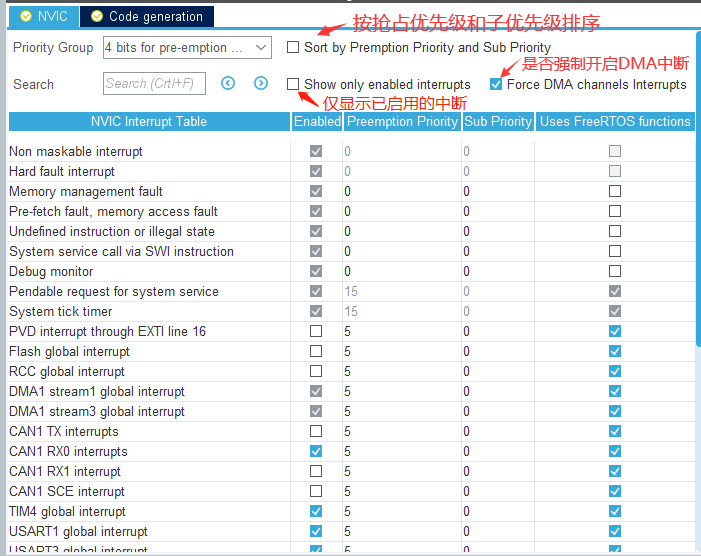 NVIC Code generation
按抢占优先级和子优先级排序
Priority Group 4 bits for pre-emption ... Sort by Premption Priority and Sub Priority
是否强制开启DMA中断
Search Search (Crtl+F) Show only enabled interrupts Force DMA channels Interrupts
仅显示已启用的中断
NVIC Interrupt Table Enabled Preemption Priority Sub Priority Uses FreeRTOS functions
Non maskable interrupt 0 0
Hard fault interrupt 0 0
Memory management fault 0 0
Pre-fetch fault, memory access fault 0 0
Undefined instruction or illegal state 0 0
System service call via SWI instruction 0 0
Debug monitor 0 0
Pendable request for system service 15 0
System tick timer 15 0
PVD interrupt through EXTI line 16 5 0
Flash global interrupt 5 0
RCC global interrupt 5 0
DMA1 stream1 global interrupt 5 0
DMA1 stream3 global interrupt 5 0
CAN1 TX interrupts 5 0
CAN1 RX0 interrupts 5 0
CAN1 RX1 interrupt 5 0
CAN1 SCE interrupt 5 0
TIM4 global interrupt 5 0
USART1 global interrupt 5 0
USART3 global interrupt 5 0